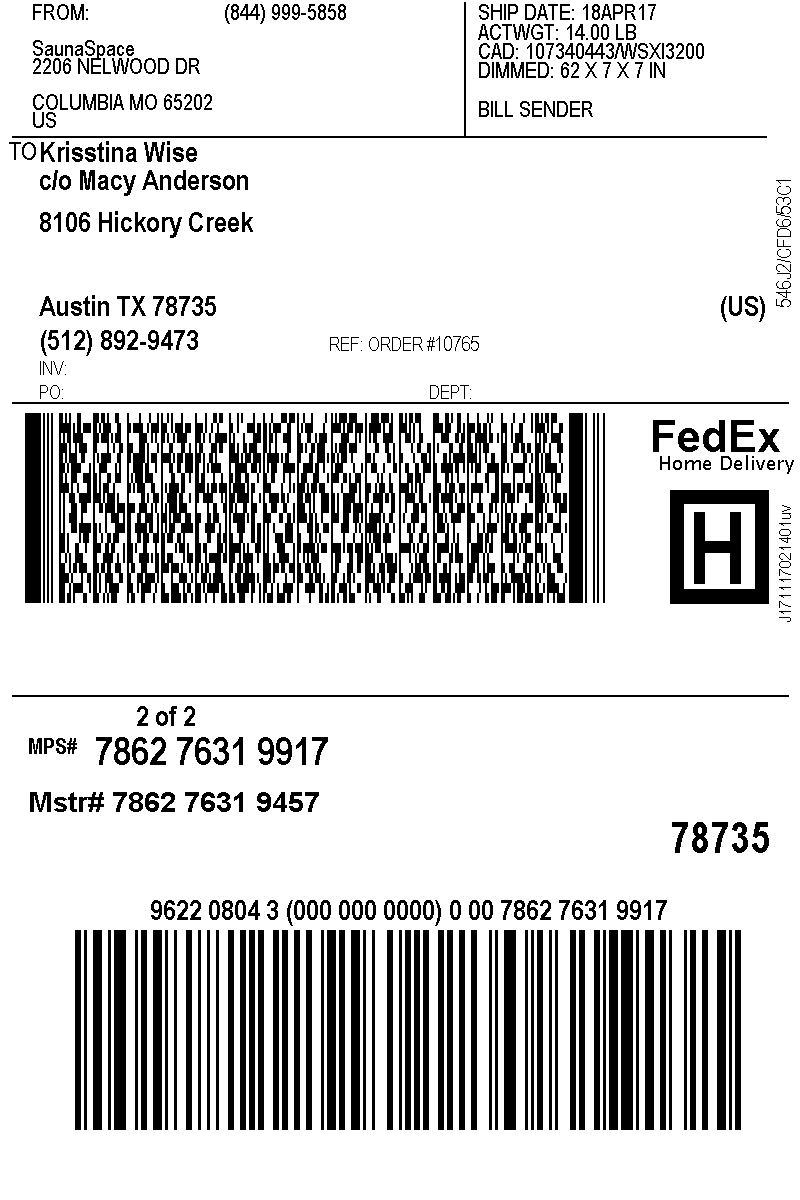 FROM: (844) 999-5858
SaunaSpace
2206 NELWOOD DR
COLUMBIA MO 65202
US
SHIP DATE: 18APR17
ACTWGT: 14.00 LB
CAD: 107340443/WSXI3200
DIMMED: 62 X 7 X 7 IN
BILL SENDER
TO Krisstina Wise
c/o Macy Anderson
8106 Hickory Creek
Austin TX 78735 (US)
(512) 892-9473 REF: ORDER #10765
INV:
PO: DEPT:
546J2/CFD6/53C1
FedEx
Home Delivery
H
J171117021401uv
2 of 2
MPS# 7862 7631 9917
Mstr# 7862 7631 9457
78735
9622 0804 3 (000 000 0000) 0 00 7862 7631 9917